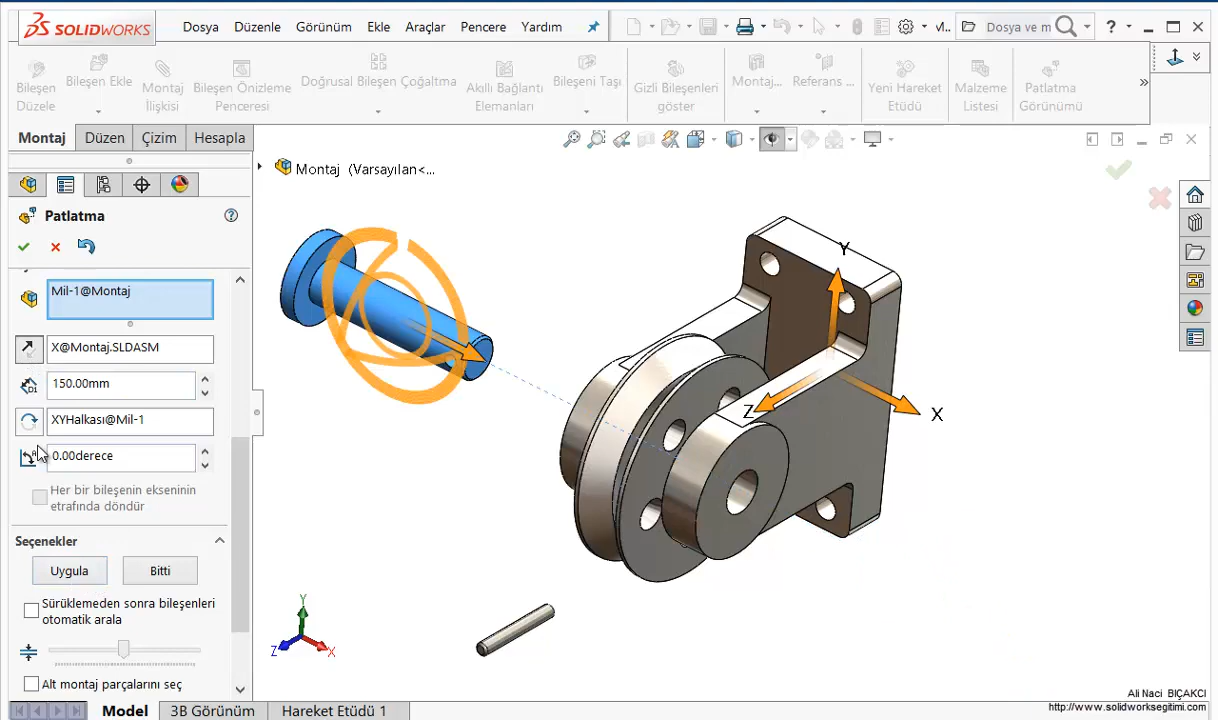 SOLIDWORKS
Dosya Düzenle Görünüm Ekle Araçlar Pencere Yardım
M..
Dosya ve m
?
Bileşen Düzele
Bileşen Ekle
Montaj İlişkisi
Bileşen Önizleme Penceresi
Doğrusal Bileşen Çoğaltma
Akıllı Bağlantı Elemanları
Bileşeni Taşı
Gizli Bileşenleri göster
Montaj...
Referans ...
Yeni Hareket Etüdü
Malzeme Listesi
Patlatma Görünümü
»
Montaj Düzen Çizim Hesapla
Montaj (Varsayılan<...
Patlatma
?
Mil-1@Montaj
X@Montaj.SLDASM
150.00mm
XYHalkası@Mil-1
0.00derece
Her bir bileşenin ekseninin
etrafında döndür
Seçenekler
Uygula Bitti
Sürüklemeden sonra bileşenleri
otomatik arala
Alt montaj parçalarını seç
Y
Z
X
Y
Z
X
Ali Naci BIÇAKCI
http://www.solidworksegitimi.com
Model 3B Görünüm Hareket Etüdü 1